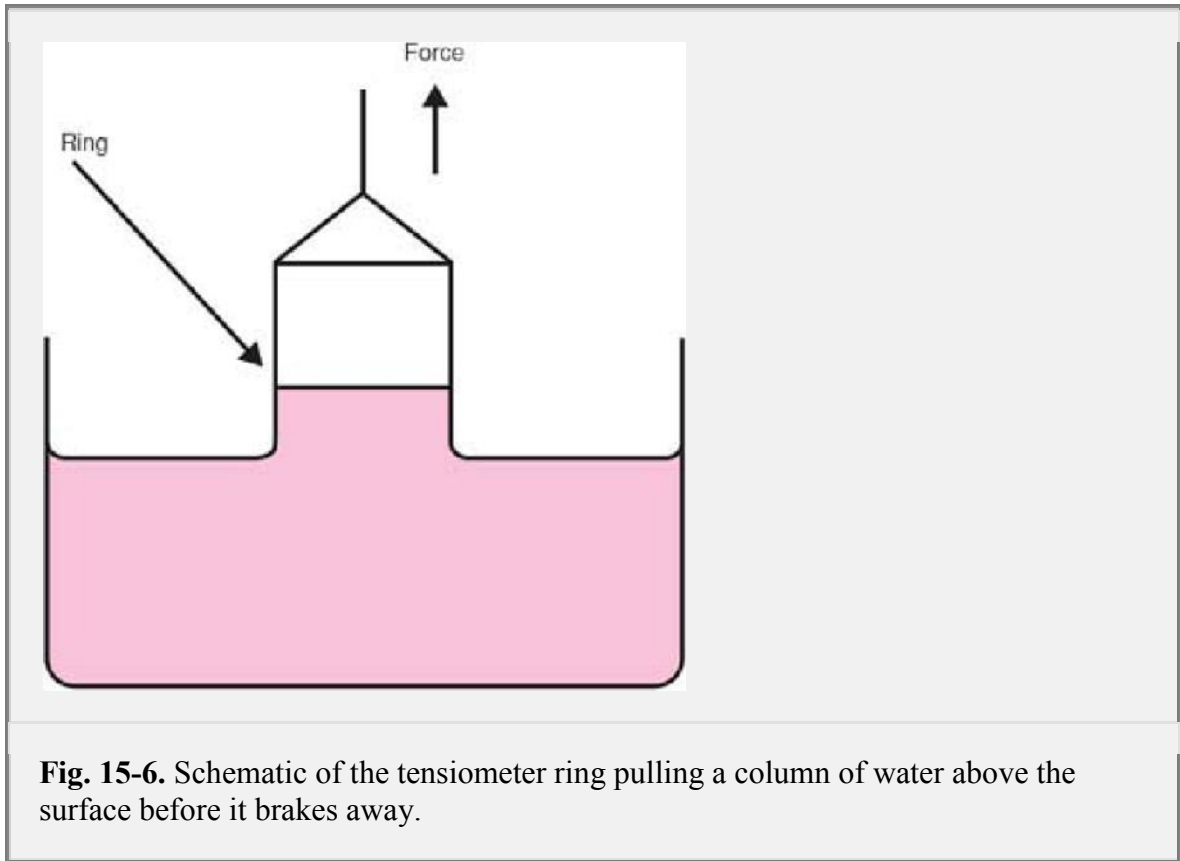 Force
Ring
Fig. 15-6. Schematic of the tensiometer ring pulling a column of water above the
surface before it brakes away.